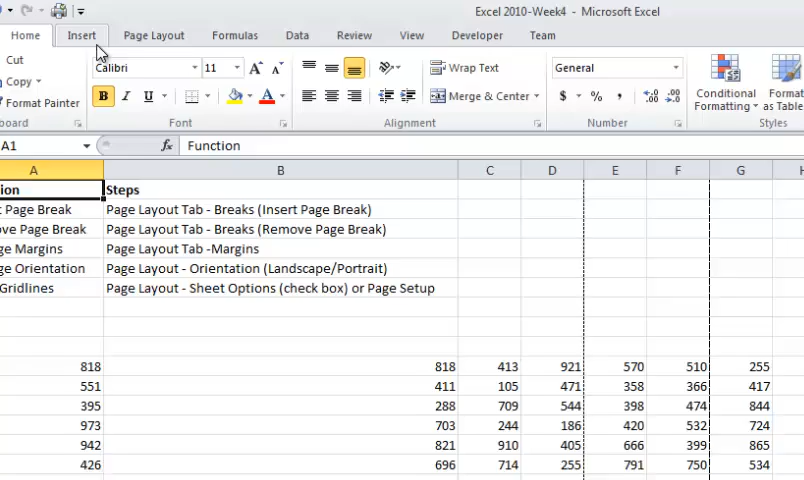 Excel 2010-Week4 - Microsoft Excel
Home Insert Page Layout Formulas Data Review View Developer Team
Cut
Copy
Format Painter
Calibri 11
B I U
A A
Wrap Text
Merge & Center
General
$ % ,
Conditional Formatting
Format as Table
board Font Alignment Number Styles
A1 fx Function
A B C D E F G H
ion Steps
t Page Break Page Layout Tab - Breaks (Insert Page Break)
ove Page Break Page Layout Tab - Breaks (Remove Page Break)
ge Margins Page Layout Tab -Margins
ge Orientation Page Layout - Orientation (Landscape/Portrait)
Gridlines Page Layout - Sheet Options (check box) or Page Setup
818 818 413 921 570 510 255
551 411 105 471 358 366 417
395 288 709 544 398 474 844
973 703 244 186 420 532 724
942 821 910 405 666 399 865
426 696 714 255 791 750 534